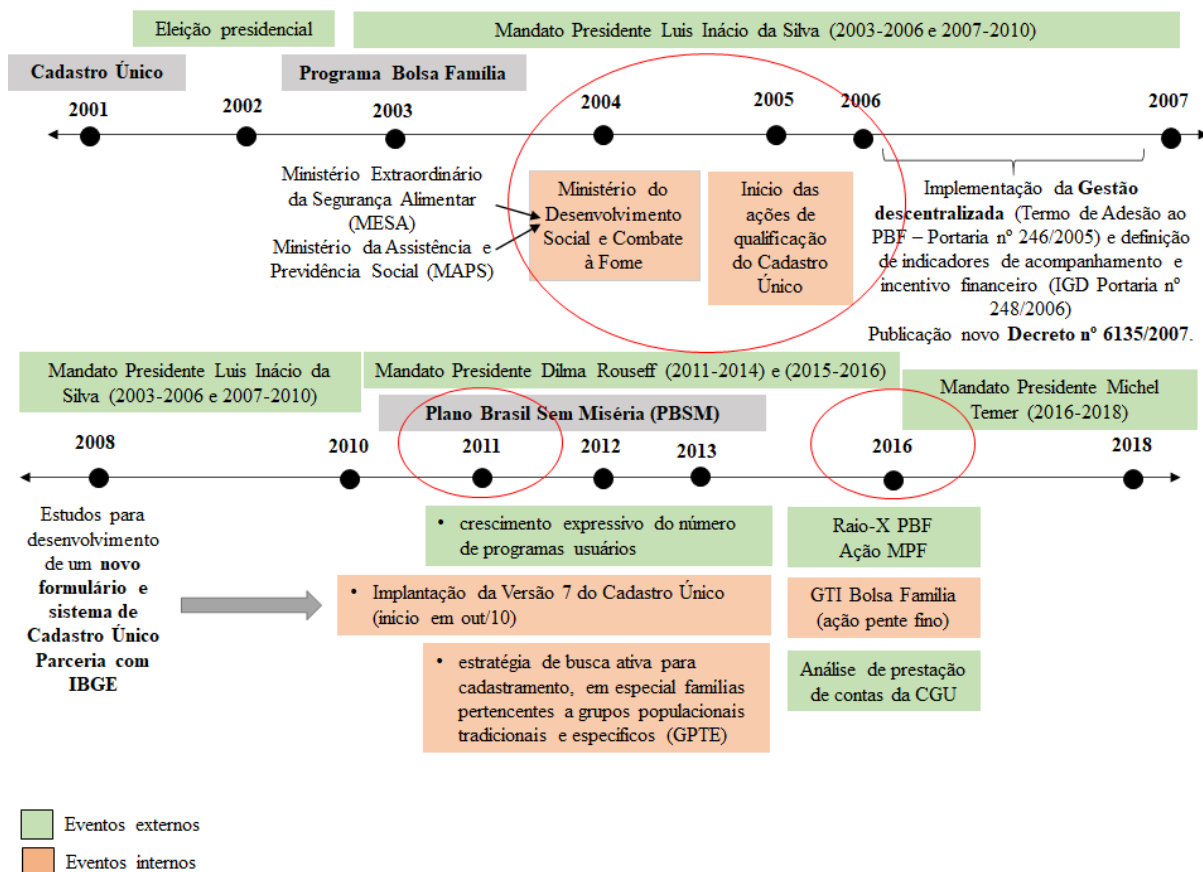 Eleição presidencial
Mandato Presidente Luis Inácio da Silva (2003-2006 e 2007-2010)
Cadastro Único
Programa Bolsa Família
2001
2002
2003
2004
2005
2006
2007
Ministério Extraordinário
da Segurança Alimentar
(MESA)
Ministério da Assistência e
Previdência Social (MAPS)
Ministério do
Desenvolvimento
Social e Combate
à Fome
Início das
ações de
qualificação
do Cadastro
Único
Implementação da Gestão
descentralizada (Termo de Adesão ao
PBF – Portaria nº 246/2005) e definição
de indicadores de acompanhamento e
incentivo financeiro (IGD Portaria nº
248/2006)
Publicação novo Decreto nº 6135/2007.
Mandato Presidente Luis Inácio da
Silva (2003-2006 e 2007-2010)
Mandato Presidente Dilma Rouseff (2011-2014) e (2015-2016)
Mandato Presidente Michel
Temer (2016-2018)
Plano Brasil Sem Miséria (PBSM)
2008
2010
2011
2012
2013
2016
2018
Estudos para
desenvolvimento
de um novo
formulário e
sistema de
Cadastro Único
Parceria com
IBGE
• crescimento expressivo do número
de programas usuários
• Implantação da Versão 7 do Cadastro Único
(início em out/10)
• estratégia de busca ativa para
cadastramento, em especial famílias
pertencentes a grupos populacionais
tradicionais e específicos (GPTE)
Raio-X PBF
Ação MPF
GTI Bolsa Familia
(ação pente fino)
Análise de prestação
de contas da CGU
Eventos externos
Eventos internos